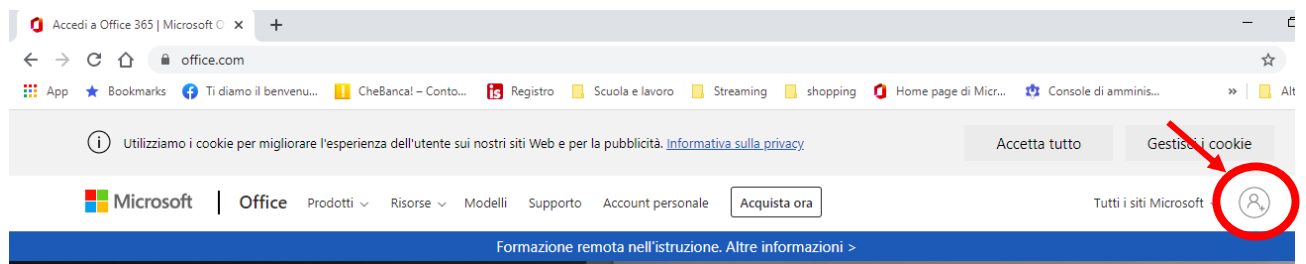 Accedi a Office 365 | Microsoft O
office.com
App Bookmarks Ti diamo il benvenu... CheBanca! – Conto... Registro Scuola e lavoro Streaming shopping Home page di Micr... Console di amminis... » Alt
Utilizziamo i cookie per migliorare l'esperienza dell'utente sui nostri siti Web e per la pubblicità. Informativa sulla privacy Accetta tutto Gestisci i cookie
Microsoft | Office Prodotti Risorse Modelli Supporto Account personale Acquista ora Tutti i siti Microsoft
Formazione remota nell'istruzione. Altre informazioni >